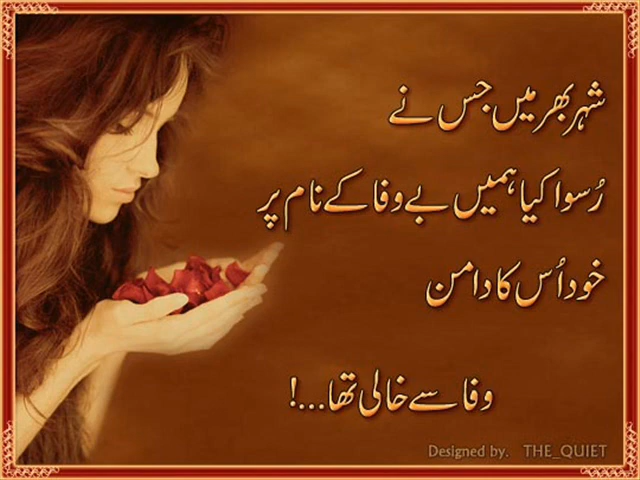 شہر بھر میں جس نے
رُسوا کیا ہمیں بے وفا کے نام پر
خود اُس کا دامن
وفا سے خالی تھا...!
Designed by. THE_QUIET